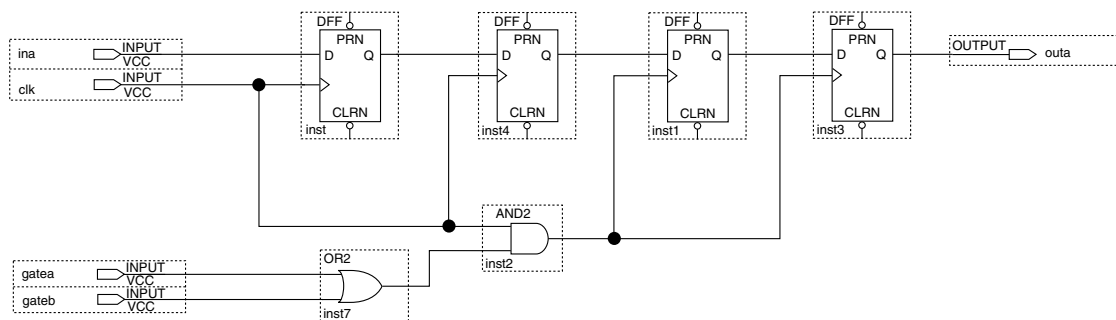 DFF DFF DFF DFF
ina INPUT VCC
PRN D Q CLRN inst
PRN D Q CLRN inst4
PRN D Q CLRN inst1
PRN D Q CLRN inst3
OUTPUT outa
clk INPUT VCC
AND2
inst2
OR2
gatea INPUT VCC
gateb INPUT VCC
inst7